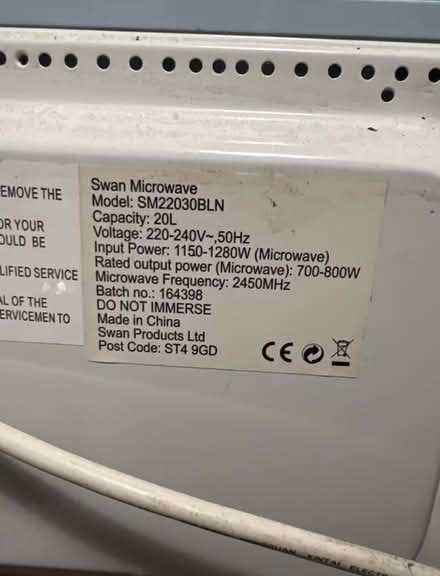 EMOVE THE
OR YOUR
OULD BE
LIFIED SERVICE
AL OF THE
ERVICEMEN TO
Swan Microwave
Model: SM22030BLN
Capacity: 20L
Voltage: 220-240V~,50Hz
Input Power: 1150-1280W (Microwave)
Rated output power (Microwave): 700-800W
Microwave Frequency: 2450MHz
Batch no.: 164398
DO NOT IMMERSE
Made in China
Swan Products Ltd
Post Code: ST4 9GD
CE